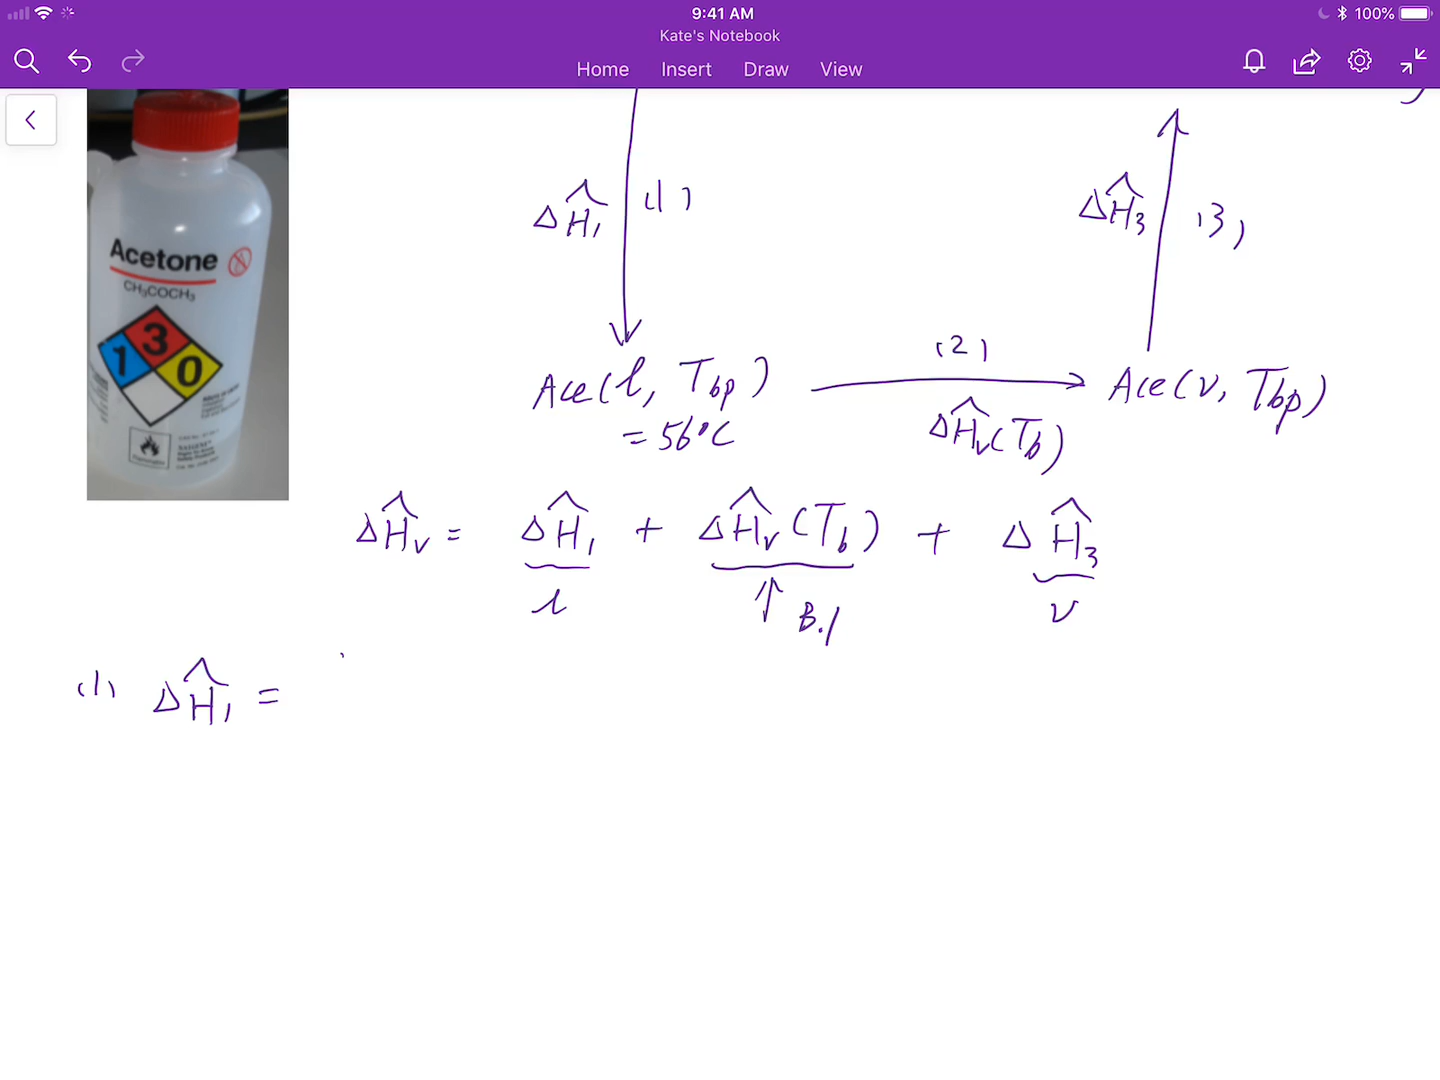 9:41 AM
100%
Kate's Notebook
Home Insert Draw View
Acetone
CH₃COCH₃
3
1 0
ΔĤ₁ (1)
ΔĤ₃ (3)
(2)
Ace(l, Tbp) → Ace(v, Tbp)
= 56°C
ΔĤv(Tb)
ΔĤv = ΔĤ₁ + ΔĤv(Tb) + ΔĤ₃
l ↑ B.1 v
(1) ΔĤ₁ =